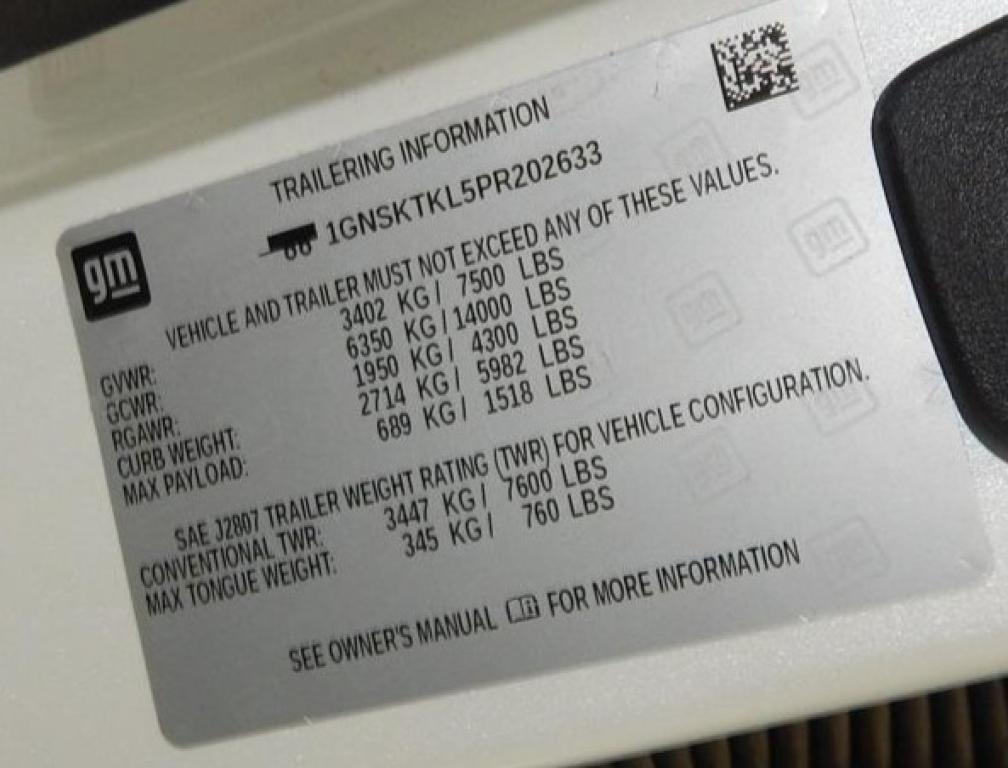 TRAILERING INFORMATION
1GNSKTKL5PR202633
gm
VEHICLE AND TRAILER MUST NOT EXCEED ANY OF THESE VALUES.
GVWR: 3402 KG/ 7500 LBS
GCWR: 6350 KG/14000 LBS
RGAWR: 1950 KG/ 4300 LBS
CURB WEIGHT: 2714 KG/ 5982 LBS
MAX PAYLOAD: 689 KG/ 1518 LBS
SAE J2807 TRAILER WEIGHT RATING (TWR) FOR VEHICLE CONFIGURATION.
CONVENTIONAL TWR: 3447 KG/ 7600 LBS
MAX TONGUE WEIGHT: 345 KG/ 760 LBS
SEE OWNER'S MANUAL FOR MORE INFORMATION